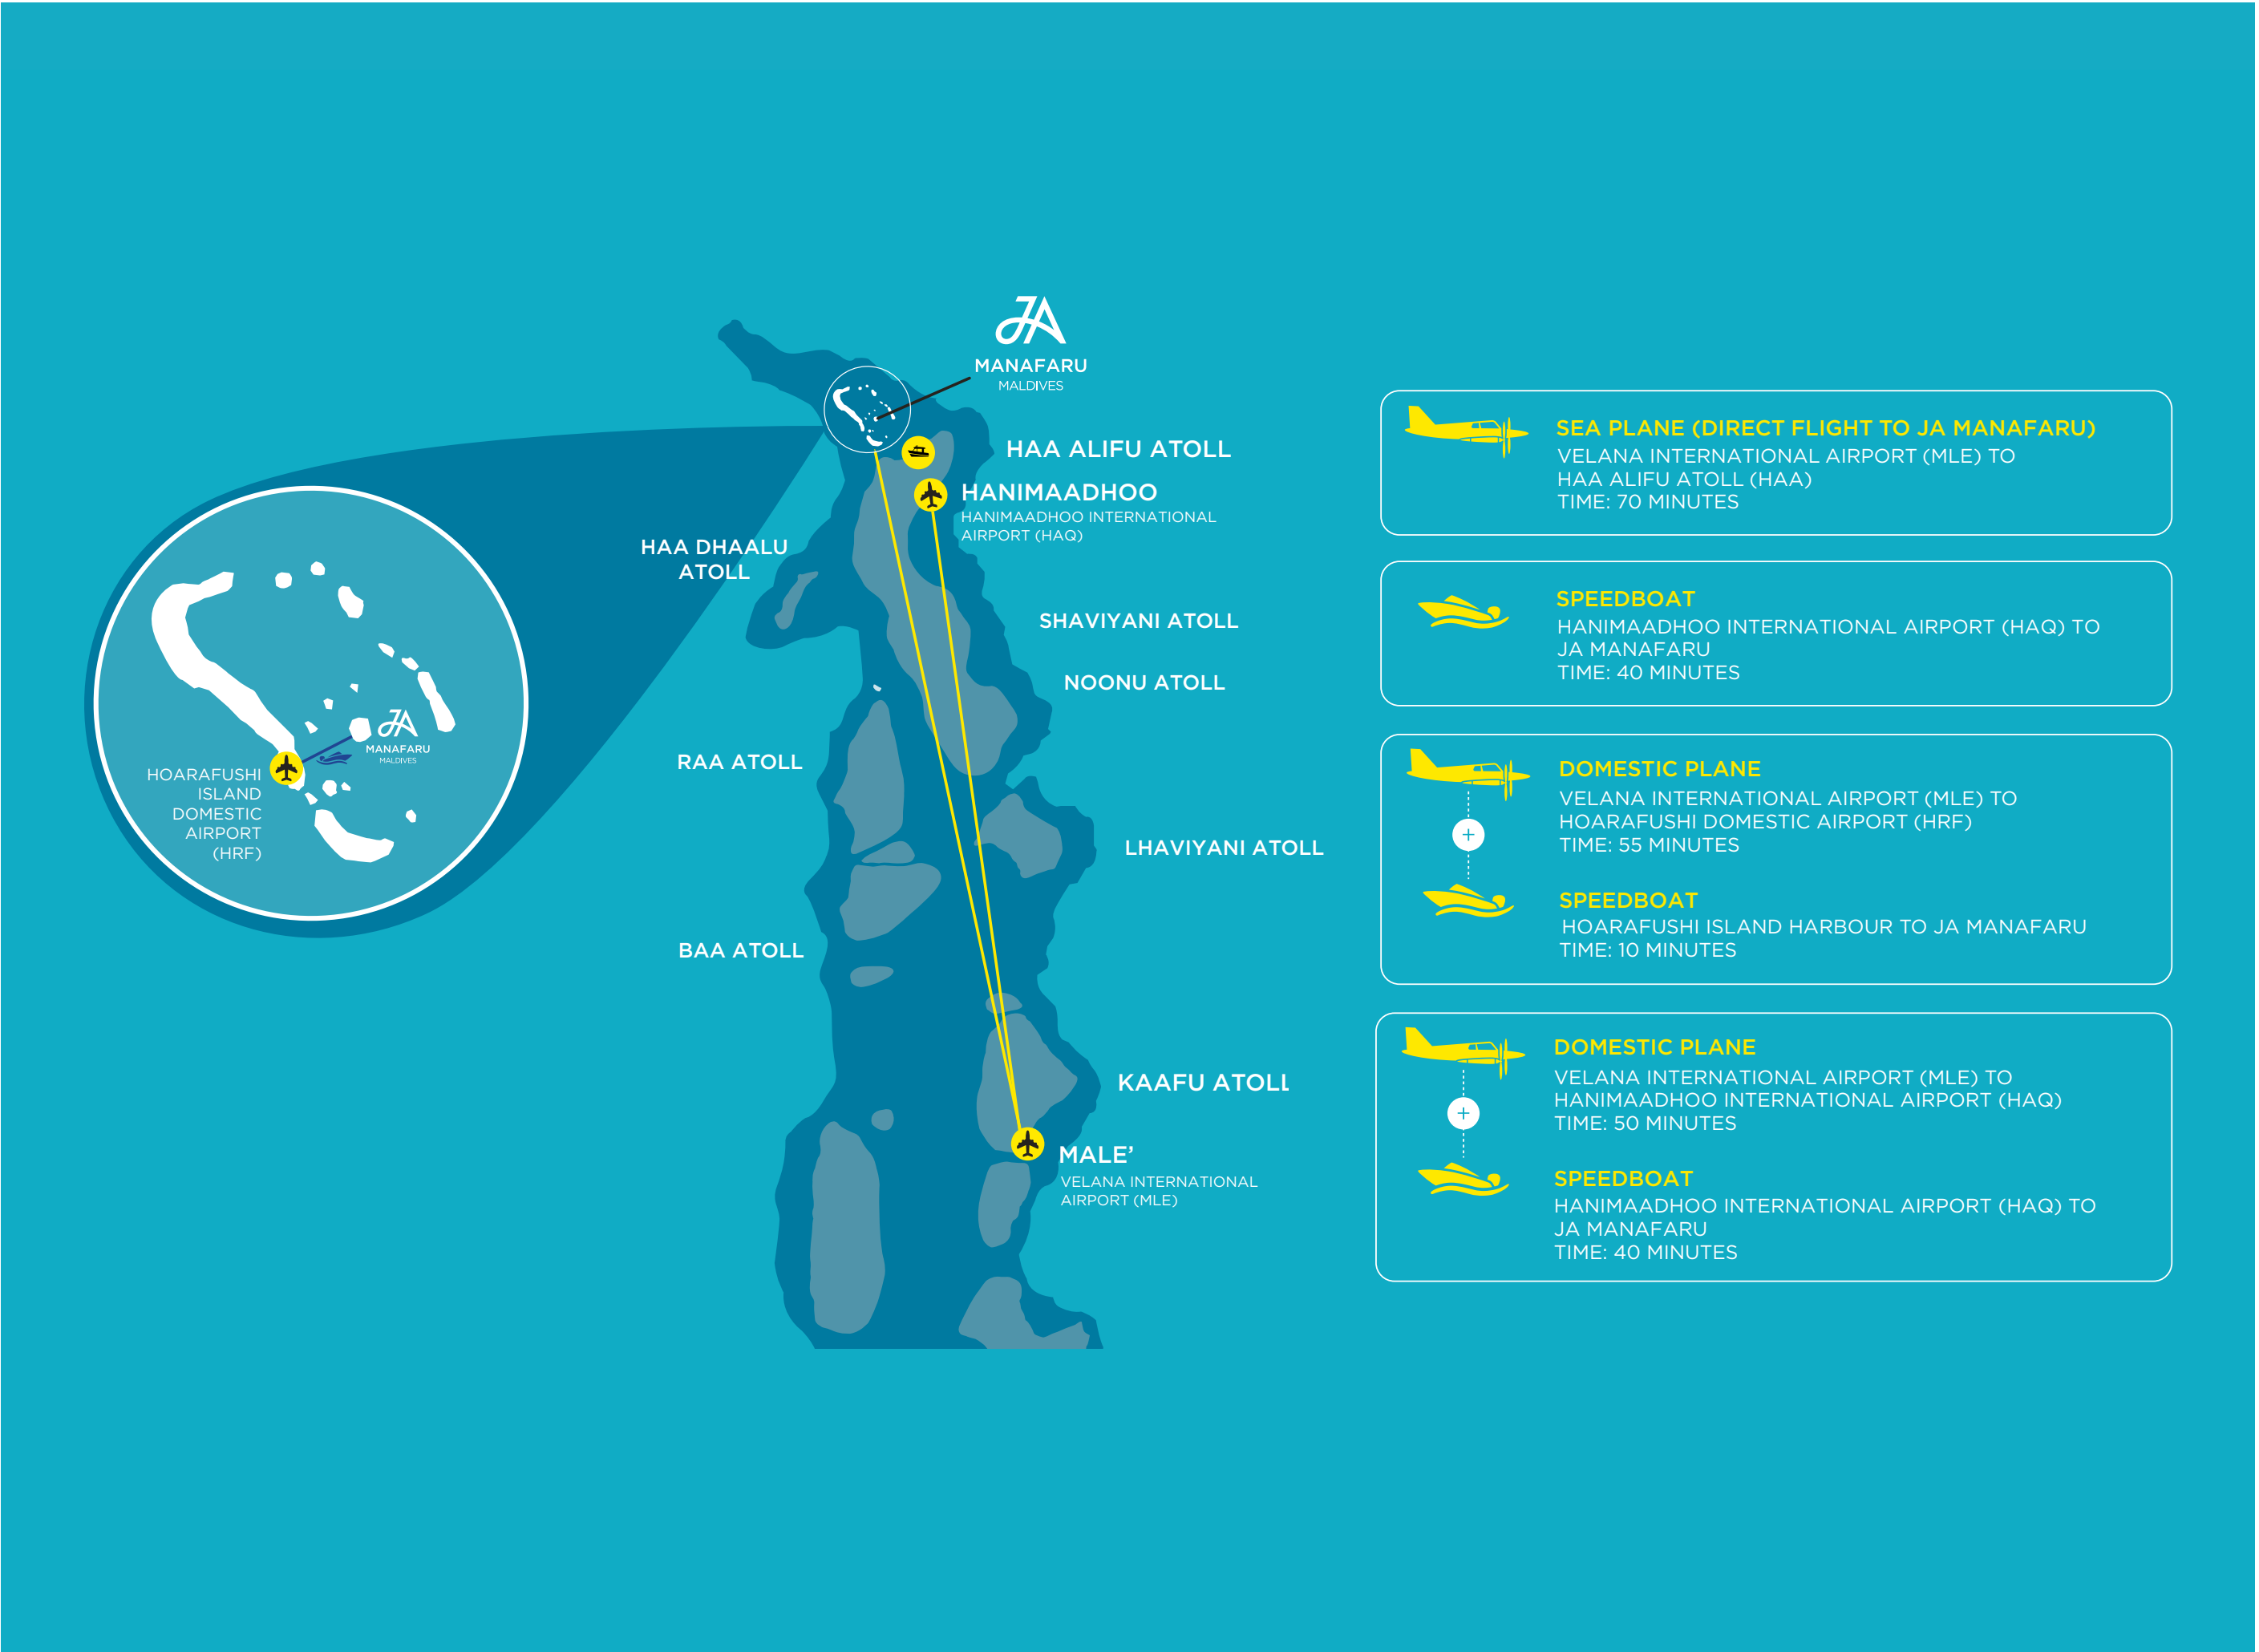 JA
MANAFARU
MALDIVES
HAA ALIFU ATOLL
HANIMAADHOO
HANIMAADHOO INTERNATIONAL
AIRPORT (HAQ)
HAA DHAALU
ATOLL
SHAVIYANI ATOLL
NOONU ATOLL
RAA ATOLL
LHAVIYANI ATOLL
BAA ATOLL
KAAFU ATOLL
MALE’
VELANA INTERNATIONAL
AIRPORT (MLE)
JA
MANAFARU
MALDIVES
HOARAFUSHI
ISLAND
DOMESTIC
AIRPORT
(HRF)
SEA PLANE (DIRECT FLIGHT TO JA MANAFARU)
VELANA INTERNATIONAL AIRPORT (MLE) TO
HAA ALIFU ATOLL (HAA)
TIME: 70 MINUTES
SPEEDBOAT
HANIMAADHOO INTERNATIONAL AIRPORT (HAQ) TO
JA MANAFARU
TIME: 40 MINUTES
DOMESTIC PLANE
VELANA INTERNATIONAL AIRPORT (MLE) TO
HOARAFUSHI DOMESTIC AIRPORT (HRF)
TIME: 55 MINUTES
+
SPEEDBOAT
HOARAFUSHI ISLAND HARBOUR TO JA MANAFARU
TIME: 10 MINUTES
DOMESTIC PLANE
VELANA INTERNATIONAL AIRPORT (MLE) TO
HANIMAADHOO INTERNATIONAL AIRPORT (HAQ)
TIME: 50 MINUTES
+
SPEEDBOAT
HANIMAADHOO INTERNATIONAL AIRPORT (HAQ) TO
JA MANAFARU
TIME: 40 MINUTES